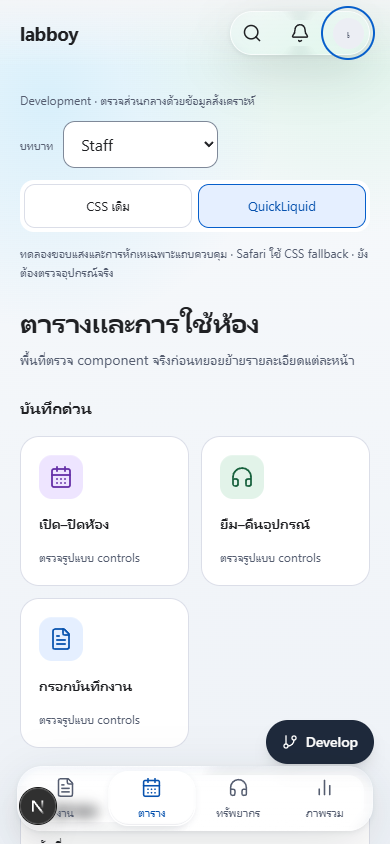 labboy
Development · ตรวจส่วนกลางด้วยข้อมูลสังเคราะห์
บทบาท Staff
CSS เดิม QuickLiquid
ทดลองขอบแสงและการหักเหเฉพาะแถบควบคุม · Safari ใช้ CSS fallback · ยัง
ต้องตรวจอุปกรณ์จริง
ตารางและการใช้ห้อง
พื้นที่ตรวจ component จริงก่อนทยอยย้ายรายละเอียดแต่ละหน้า
บันทึกด่วน
เปิด–ปิดห้อง
ตรวจรูปแบบ controls
ยืม–คืนอุปกรณ์
ตรวจรูปแบบ controls
กรอกบันทึกงาน
ตรวจรูปแบบ controls
Develop
N งาน ตาราง ทรัพยากร ภาพรวม